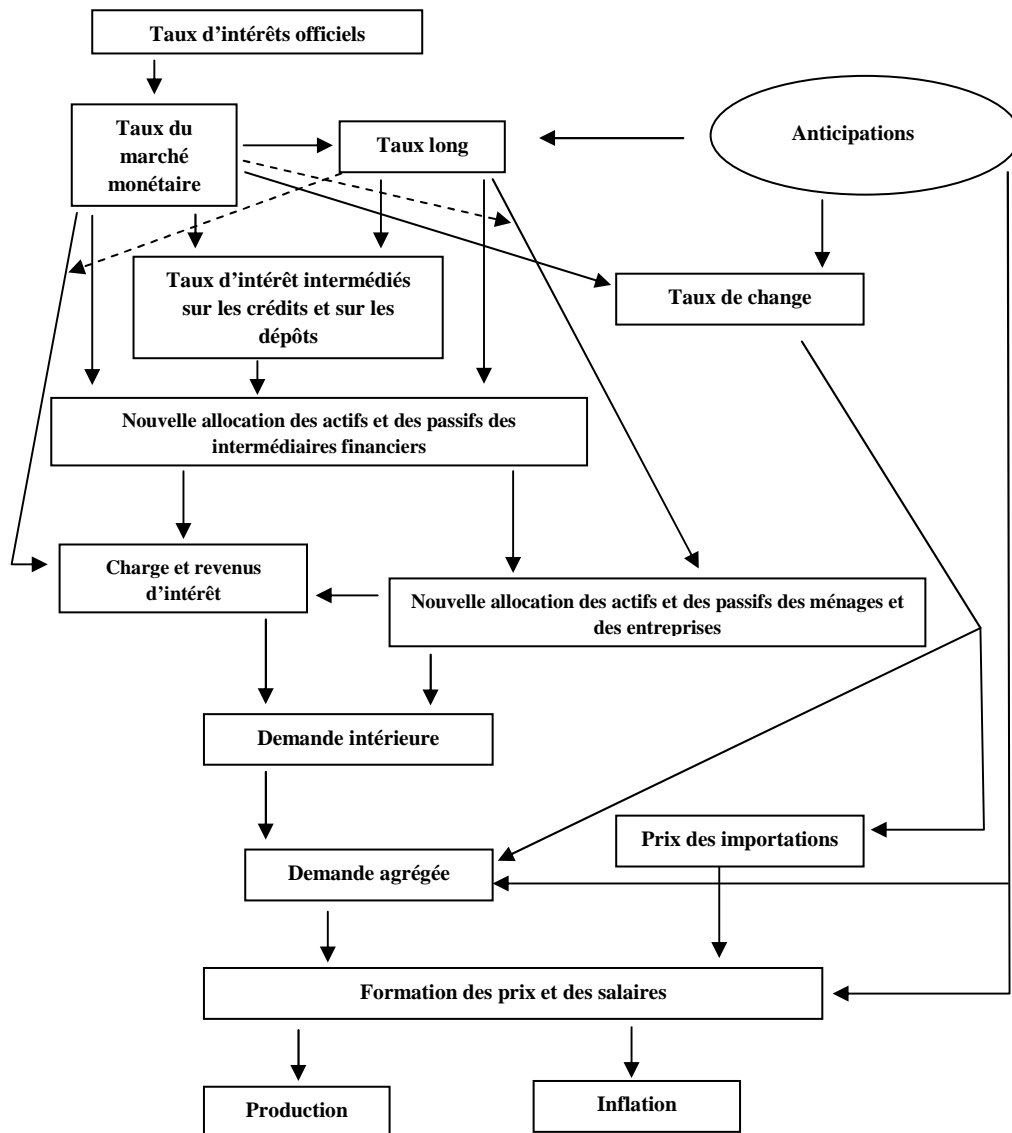 Taux d’intérêts officiels
Taux du
marché
monétaire
Taux long
Anticipations
Taux d’intérêt intermédiés
sur les crédits et sur les
dépôts
Taux de change
Nouvelle allocation des actifs et des passifs des
intermédiaires financiers
Charge et revenus
d’intérêt
Nouvelle allocation des actifs et des passifs des ménages et
des entreprises
Demande intérieure
Prix des importations
Demande agrégée
Formation des prix et des salaires
Production
Inflation